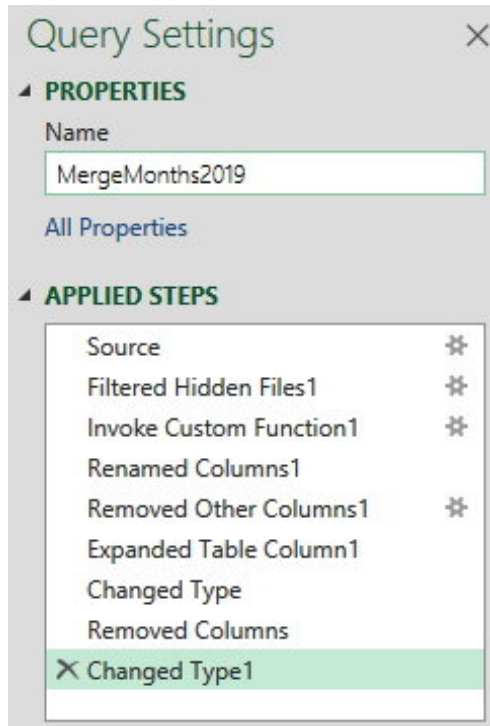 Query Settings
PROPERTIES
Name
MergeMonths2019
All Properties
APPLIED STEPS
Source
Filtered Hidden Files1
Invoke Custom Function1
Renamed Columns1
Removed Other Columns1
Expanded Table Column1
Changed Type
Removed Columns
Changed Type1